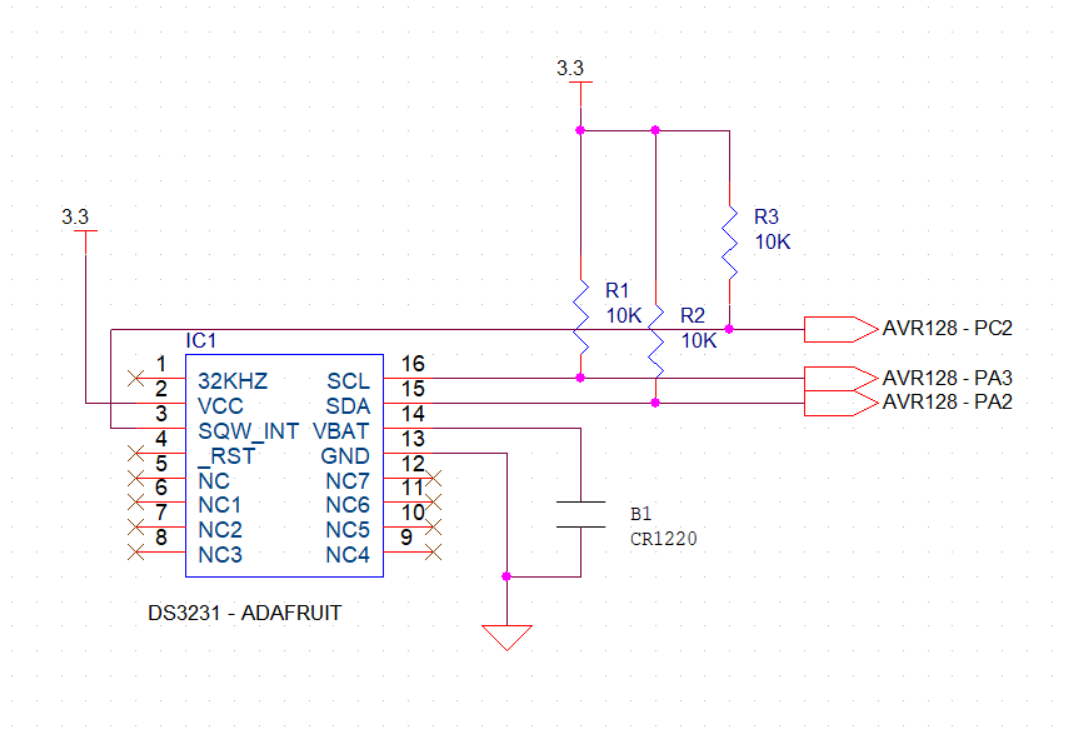 3.3
3.3
R3
10K
R1
10K
R2
10K
AVR128 - PC2
AVR128 - PA3
AVR128 - PA2
IC1
1
32KHZ
SCL
16
2
VCC
SDA
15
3
SQW_INT
VBAT
14
4
_RST
GND
13
5
NC
NC7
12
6
NC1
NC6
11
7
NC2
NC5
10
8
NC3
NC4
9
B1
CR1220
DS3231 - ADAFRUIT